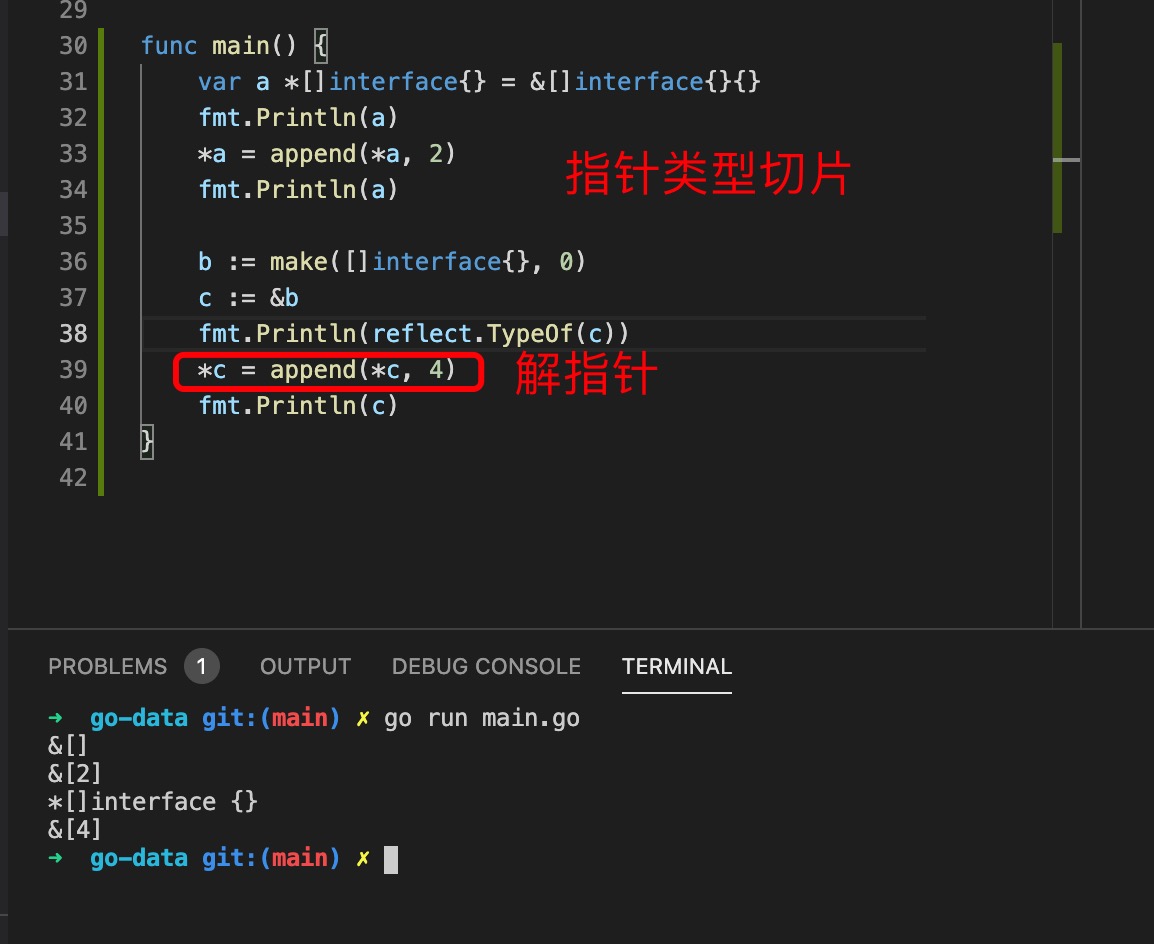 29
30 func main() {
31 var a *[]interface{} = &[]interface{}{}
32 fmt.Println(a)
33 *a = append(*a, 2)
指针类型切片
34 fmt.Println(a)
35
36 b := make([]interface{}, 0)
37 c := &b
38 fmt.Println(reflect.TypeOf(c))
39 *c = append(*c, 4) 解指针
40 fmt.Println(c)
41 }
42
PROBLEMS 1 OUTPUT DEBUG CONSOLE TERMINAL
➜ go-data git:(main) ✗ go run main.go
&[]
&[2]
*[]interface {}
&[4]
➜ go-data git:(main) ✗